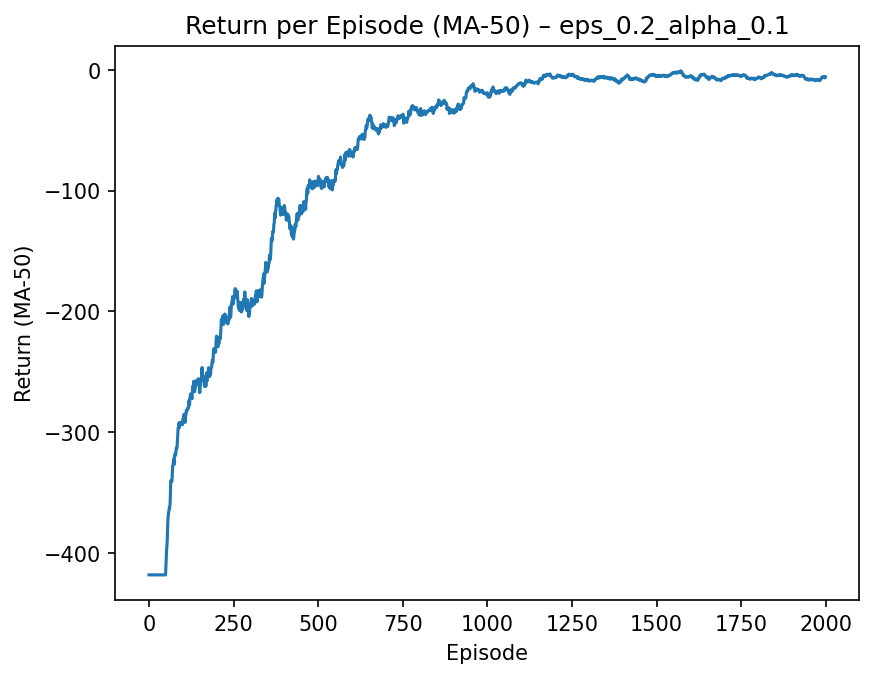 Return per Episode (MA-50) – eps_0.2_alpha_0.1
0
−100
−200
−300
−400
Return (MA-50)
0 250 500 750 1000 1250 1500 1750 2000
Episode